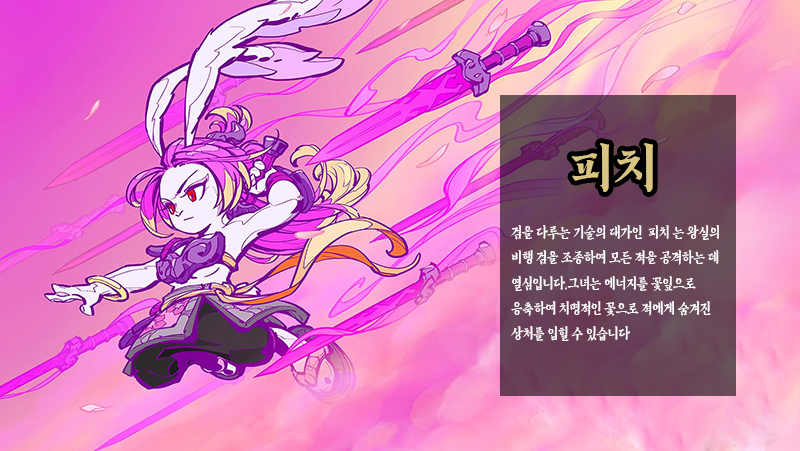 피치
검을 다루는 기술의 대가인 피치 는 왕실의
비행 검을 조종하여 모든 적을 공격하는 데
열심입니다.그녀는 에너지를 꽃잎으로
응축하여 치명적인 꽃으로 적에게 숨겨진
상처를 입힐 수 있습니다